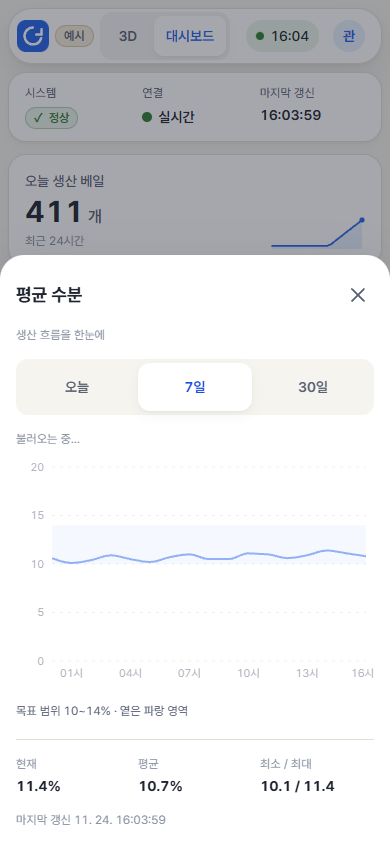 예시
3D
대시보드
16:04
관
시스템
연결
마지막 갱신
✓ 정상
실시간
16:03:59
오늘 생산 베일
411 개
최근 24시간
평균 수분
생산 흐름을 한눈에
오늘
7일
30일
불러오는 중...
20
15
10
5
0
01시
04시
07시
10시
13시
16시
목표 범위 10~14% · 옅은 파랑 영역
현재
평균
최소 / 최대
11.4%
10.7%
10.1 / 11.4
마지막 갱신 11. 24. 16:03:59